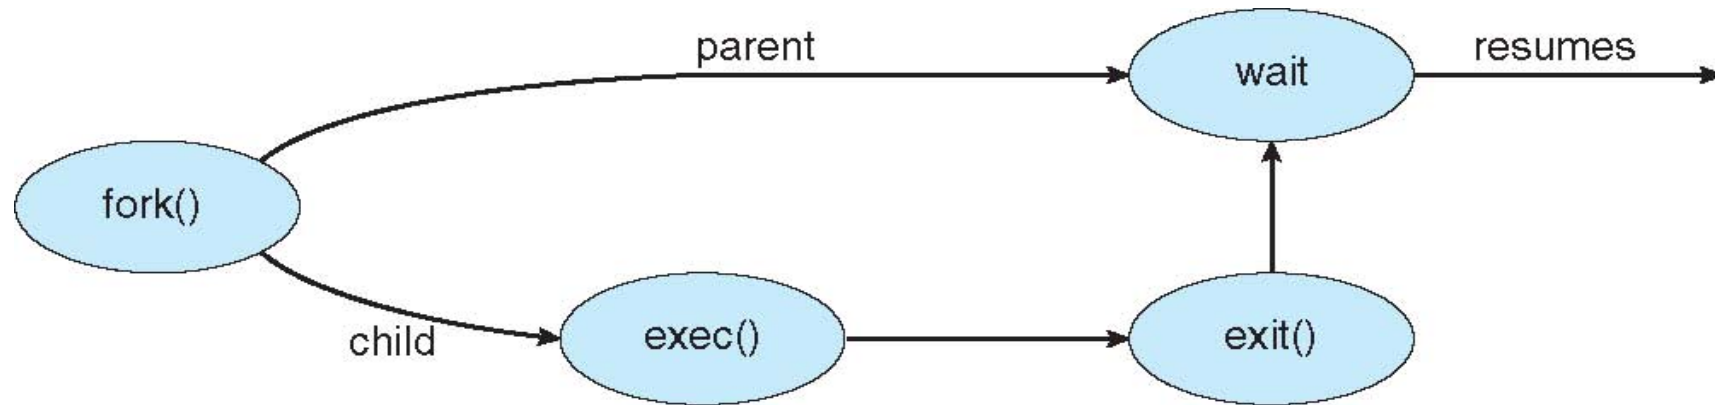 parent
wait
resumes
fork()
child
exec()
exit()